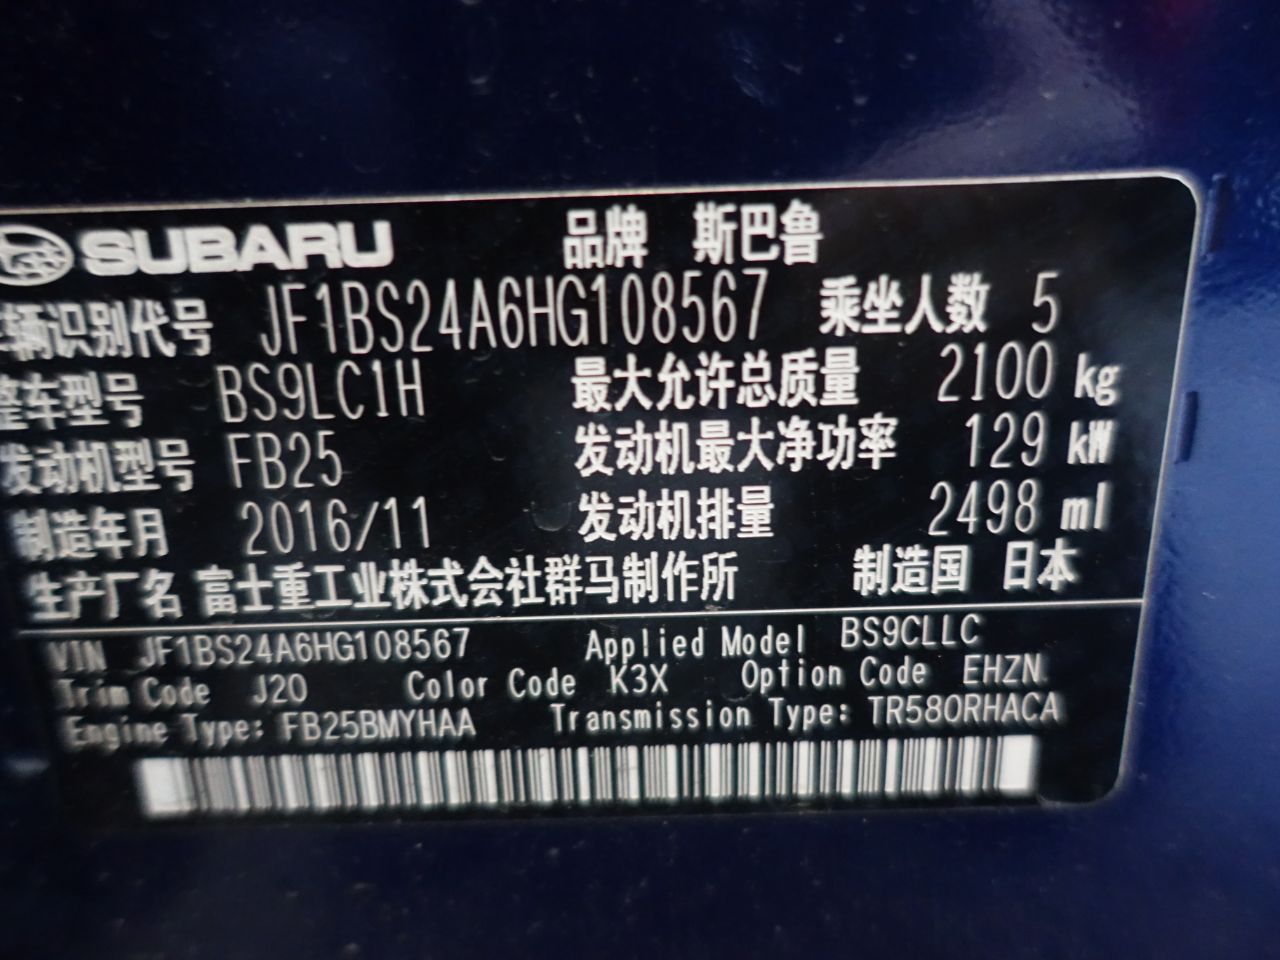 SUBARU 品牌 斯巴鲁
车辆识别代号 JF1BS24A6HG108567 乘坐人数 5
整车型号 BS9LC1H 最大允许总质量 2100 kg
发动机型号 FB25 发动机最大净功率 129 kW
制造年月 2016/11 发动机排量 2498 ml
生产厂名 富士重工业株式会社群马制作所 制造国 日本
VIN JF1BS24A6HG108567 Applied Model BS9CLLC
Trim Code J20 Color Code K3X Option Code EHZN
Engine Type: FB25BMYHAA Transmission Type: TR580RHACA